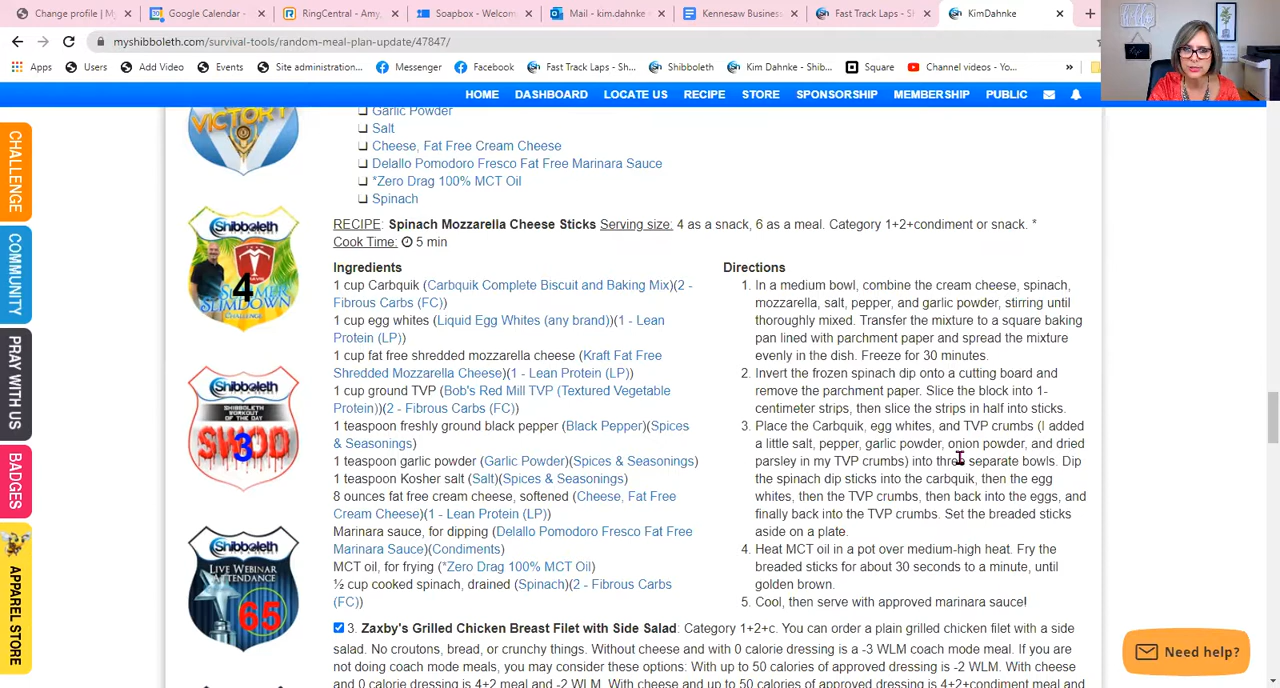 Change profile | M
Google Calendar -
RingCentral - Amy,
Soapbox - Welcom
Mail - kim.dahnke
Kennesaw Business
Fast Track Laps - Sh
KimDahnke
myshibboleth.com/survival-tools/random-meal-plan-update/47847/
Apps
Users
Add Video
Events
Site administration...
Messenger
Fast Track Laps - Sh...
Shibboleth
Kim Dahnke - Shib...
Square
Channel videos - Yo...
»
HOME DASHBOARD LOCATE US RECIPE STORE SPONSORSHIP MEMBERSHIP PUBLIC
CHALLENGE
COMMUNITY
PRAY WITH US
BADGES
APPAREL STORE
VICTORY
Shibboleth
4
SUMMER
SLIMDOWN
CHALLENGE
Shibboleth
SHIBBOLETH
WORKOUT
OF THE DAY
SWOD
3
Shibboleth
LIVE WEBINAR
ATTENDANCE
65
Garlic Powder
Salt
Cheese, Fat Free Cream Cheese
Delallo Pomodoro Fresco Fat Free Marinara Sauce
*Zero Drag 100% MCT Oil
Spinach
RECIPE: Spinach Mozzarella Cheese Sticks Serving size: 4 as a snack, 6 as a meal. Category 1+2+condiment or snack. *
Cook Time: 5 min
Ingredients
1 cup Carbquik (Carbquik Complete Biscuit and Baking Mix)(2 -
Fibrous Carbs (FC))
1 cup egg whites (Liquid Egg Whites (any brand))(1 - Lean
Protein (LP))
1 cup fat free shredded mozzarella cheese (Kraft Fat Free
Shredded Mozzarella Cheese)(1 - Lean Protein (LP))
1 cup ground TVP (Bob's Red Mill TVP (Textured Vegetable
Protein))(2 - Fibrous Carbs (FC))
1 teaspoon freshly ground black pepper (Black Pepper)(Spices
& Seasonings)
1 teaspoon garlic powder (Garlic Powder)(Spices & Seasonings)
1 teaspoon Kosher salt (Salt)(Spices & Seasonings)
8 ounces fat free cream cheese, softened (Cheese, Fat Free
Cream Cheese)(1 - Lean Protein (LP))
Marinara sauce, for dipping (Delallo Pomodoro Fresco Fat Free
Marinara Sauce)(Condiments)
MCT oil, for frying (*Zero Drag 100% MCT Oil)
½ cup cooked spinach, drained (Spinach)(2 - Fibrous Carbs
(FC))
Directions
1. In a medium bowl, combine the cream cheese, spinach,
mozzarella, salt, pepper, and garlic powder, stirring until
thoroughly mixed. Transfer the mixture to a square baking
pan lined with parchment paper and spread the mixture
evenly in the dish. Freeze for 30 minutes.
2. Invert the frozen spinach dip onto a cutting board and
remove the parchment paper. Slice the block into 1-
centimeter strips, then slice the strips in half into sticks.
3. Place the Carbquik, egg whites, and TVP crumbs (I added
a little salt, pepper, garlic powder, onion powder, and dried
parsley in my TVP crumbs) into three separate bowls. Dip
the spinach dip sticks into the carbquik, then the egg
whites, then the TVP crumbs, then back into the eggs, and
finally back into the TVP crumbs. Set the breaded sticks
aside on a plate.
4. Heat MCT oil in a pot over medium-high heat. Fry the
breaded sticks for about 30 seconds to a minute, until
golden brown.
5. Cool, then serve with approved marinara sauce!
3. Zaxby's Grilled Chicken Breast Filet with Side Salad: Category 1+2+c. You can order a plain grilled chicken filet with a side
salad. No croutons, bread, or crunchy things. Without cheese and with 0 calorie dressing is a -3 WLM coach mode meal. If you are
not doing coach mode meals, you may consider these options: With up to 50 calories of approved dressing is -2 WLM. With cheese
and 0 calorie dressing is 4+2 meal and -2 WLM. With cheese and up to 50 calories of approved dressing is 4+2+condiment meal and
Need help?